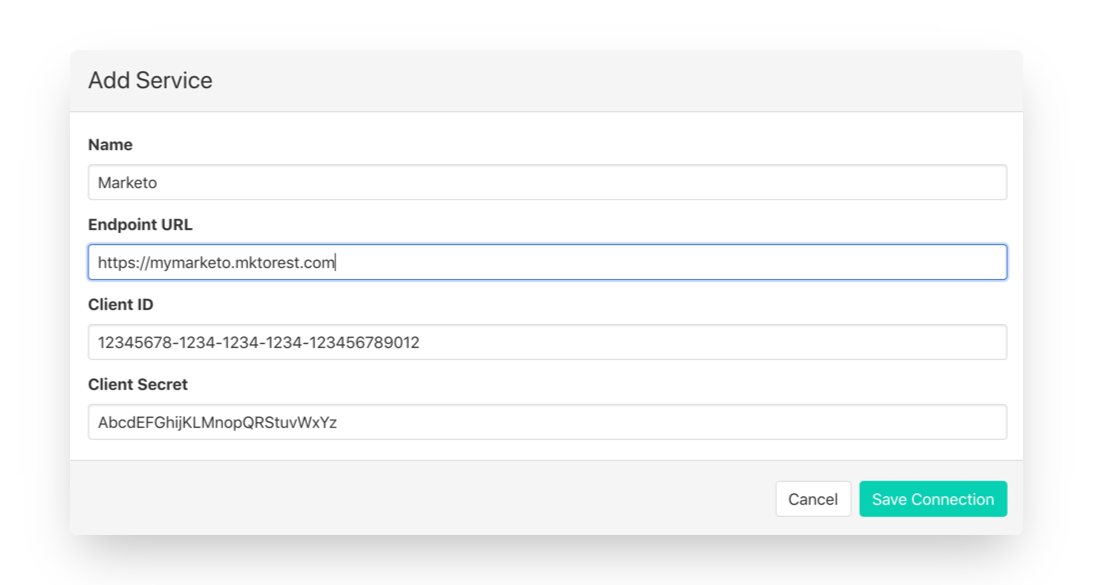 Add Service
Name
Marketo
Endpoint URL
https://mymarketo.mktorest.com
Client ID
12345678-1234-1234-1234-123456789012
Client Secret
AbcdEFGhijKLMnopQRStuvWxYz
Cancel
Save Connection